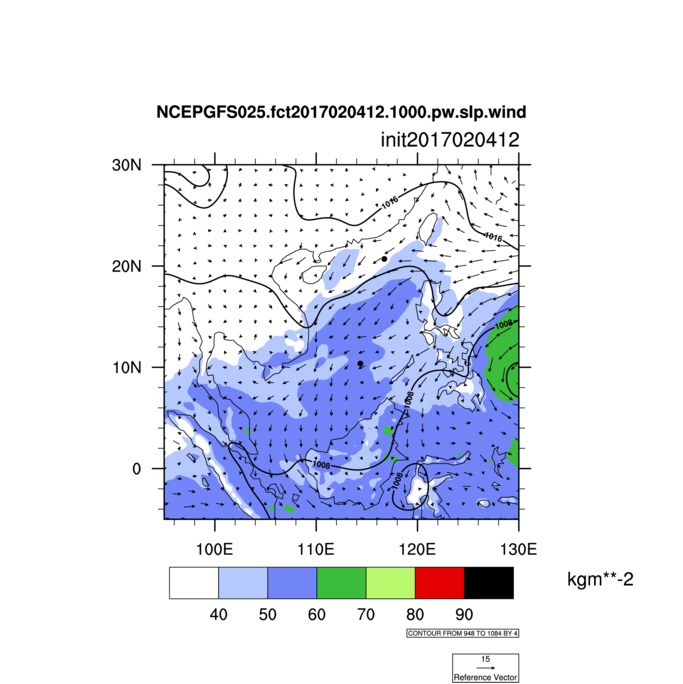 NCEPGFS025.fct2017020412.1000.pw.slp.wind
init2017020412
30N
1016
1016
20N
1008
10N
1008
1008
0
1008
100E 110E 120E 130E
kgm**-2
40 50 60 70 80 90
CONTOUR FROM 948 TO 1084 BY 4
15
Reference Vector